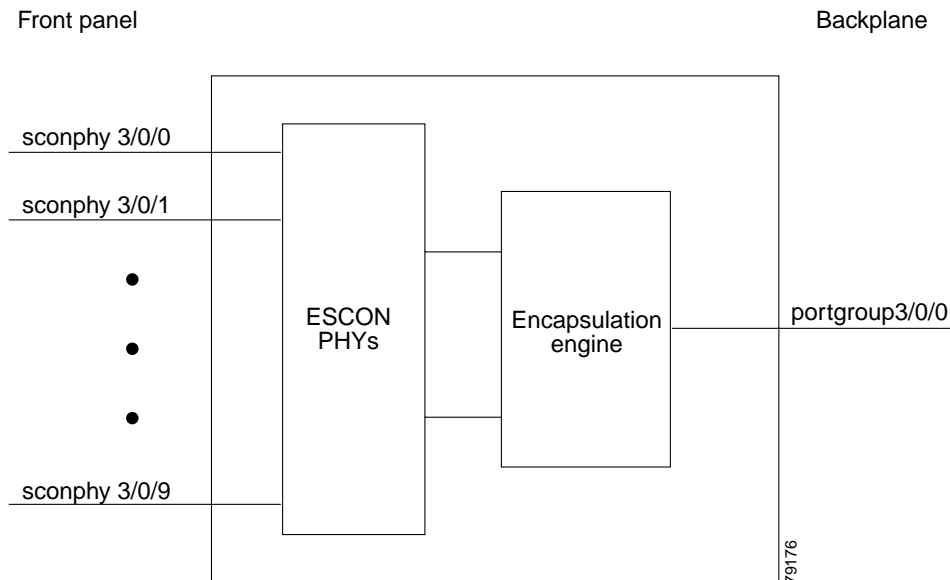 Front panel
Backplane
sconphy 3/0/0
sconphy 3/0/1
ESCON
PHYs
Encapsulation
engine
portgroup3/0/0
sconphy 3/0/9
79176